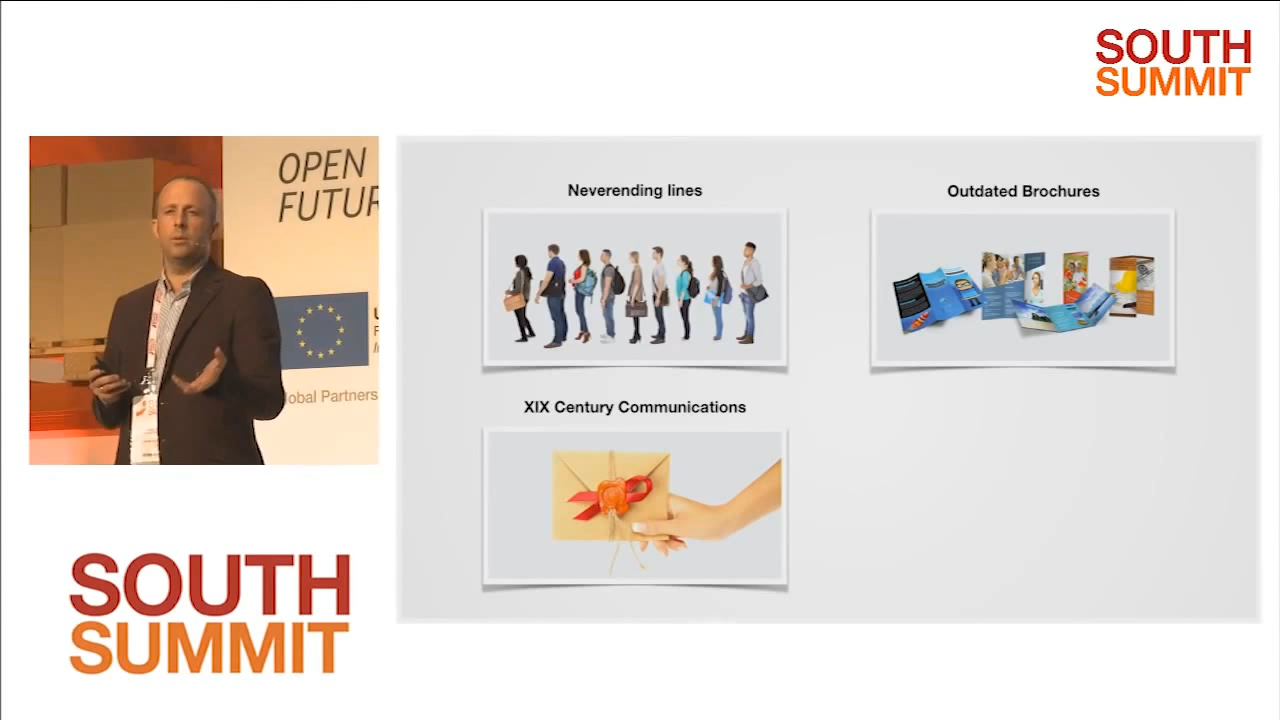 SOUTH
SUMMIT
OPEN
FUTUR
Global Partners
Neverending lines
Outdated Brochures
XIX Century Communications
SOUTH
SUMMIT